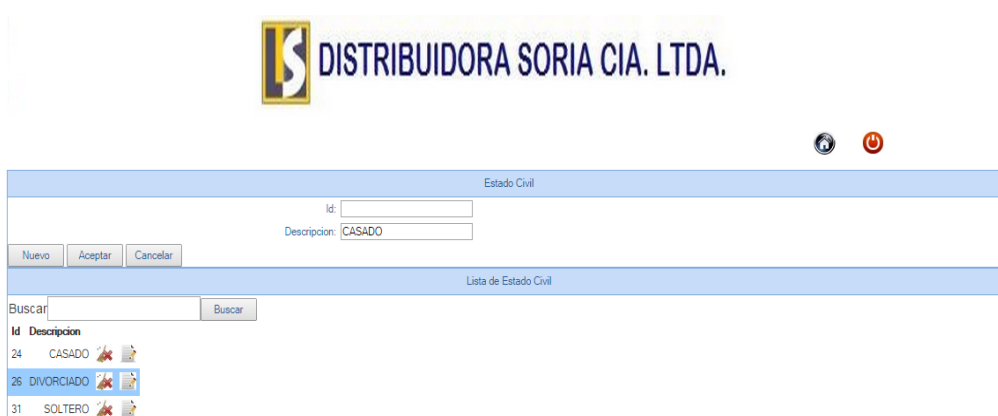 LS DISTRIBUIDORA SORIA CIA. LTDA.
Estado Civil
Id:
Descripcion: CASADO
Nuevo Aceptar Cancelar
Lista de Estado Civil
Buscar Buscar
Id Descripcion
24 CASADO
26 DIVORCIADO
31 SOLTERO